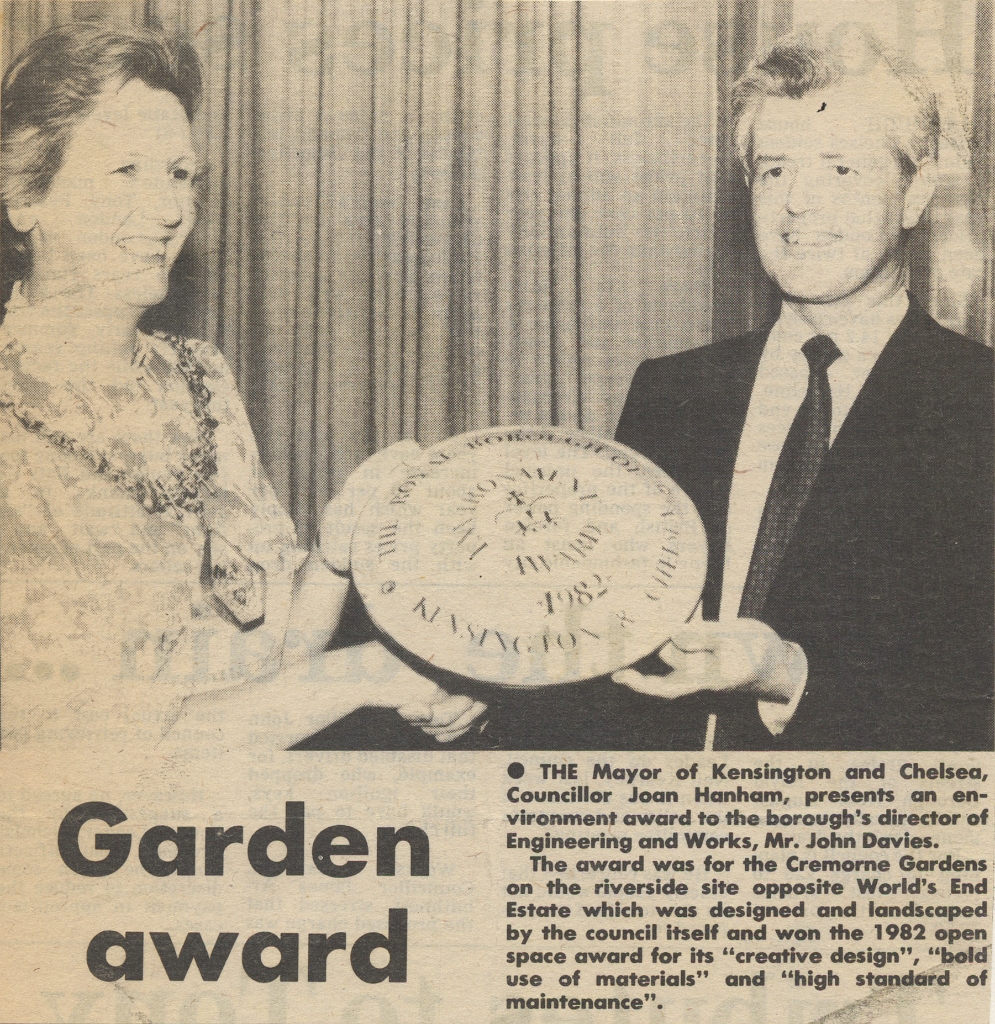 THE ROYAL BOROUGH OF
ENVIRONMENT
AWARD
1982
KENSINGTON &
Garden
award
● THE Mayor of Kensington and Chelsea,
Councillor Joan Hanham, presents an en-
vironment award to the borough's director of
Engineering and Works, Mr. John Davies.
The award was for the Cremorne Gardens
on the riverside site opposite World's End
Estate which was designed and landscaped
by the council itself and won the 1982 open
space award for its "creative design", "bold
use of materials" and "high standard of
maintenance".